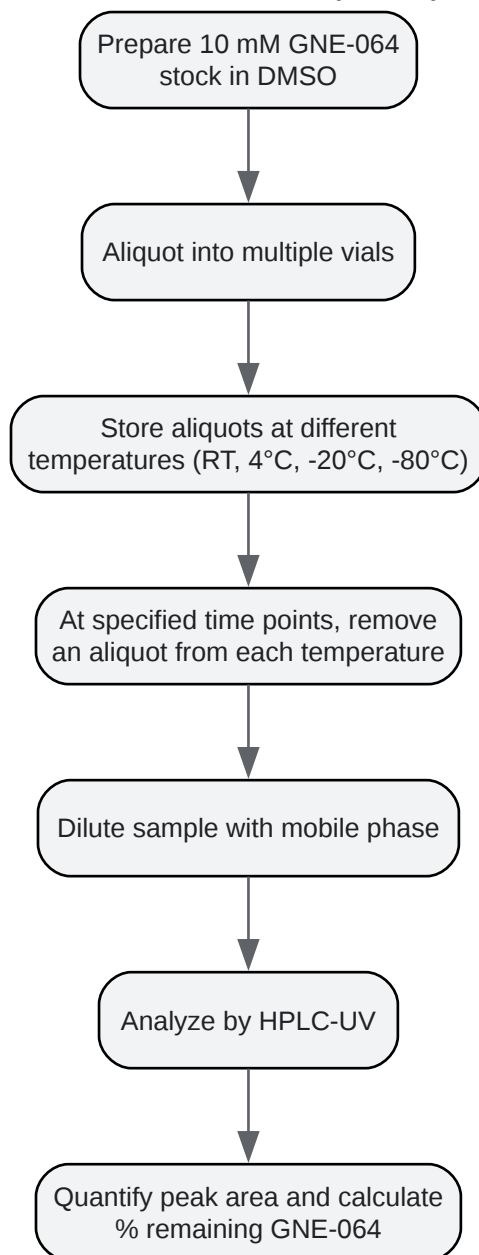 Prepare 10 mM GNE-064
stock in DMSO
Aliquot into multiple vials
Store aliquots at different
temperatures (RT, 4°C, -20°C, -80°C)
At specified time points, remove
an aliquot from each temperature
Dilute sample with mobile phase
Analyze by HPLC-UV
Quantify peak area and calculate
% remaining GNE-064